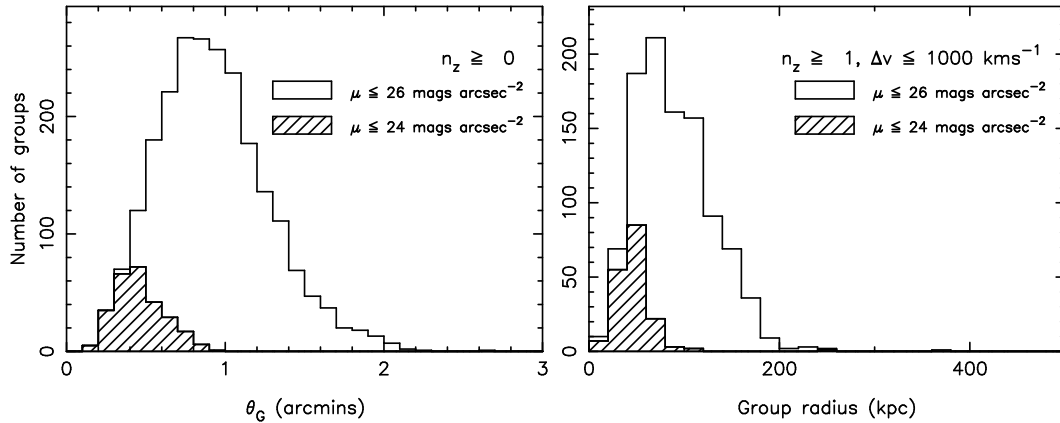 Number of groups
0
100
200
n_z ≧ 0
μ ≦ 26 mags arcsec⁻²
μ ≦ 24 mags arcsec⁻²
0 1 2 3
θ_G (arcmins)
0
50
100
150
200
n_z ≧ 1, Δv ≤ 1000 kms⁻¹
μ ≦ 26 mags arcsec⁻²
μ ≦ 24 mags arcsec⁻²
0 200 400
Group radius (kpc)